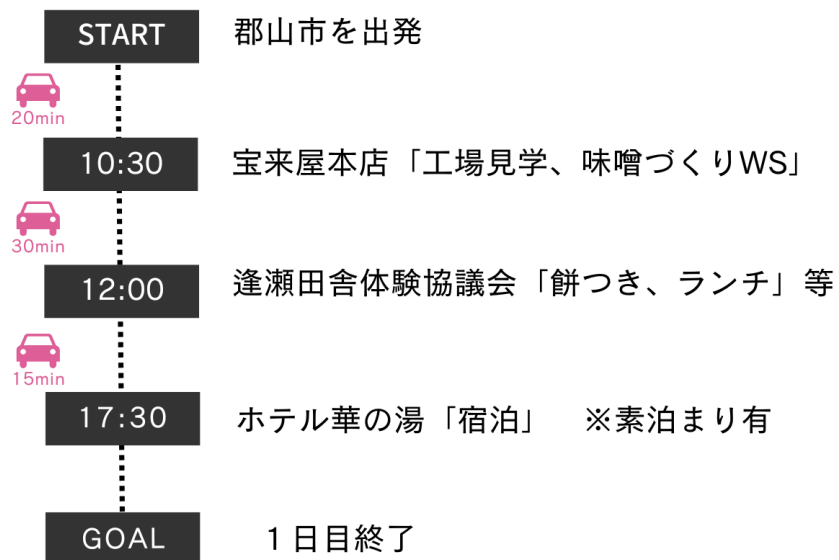 START 郡山市を出発
20min
10:30 宝来屋本店「工場見学、味噌づくりWS」
30min
12:00 逢瀬田舎体験協議会「餅つき、ランチ」等
15min
17:30 ホテル華の湯「宿泊」　※素泊まり有
GOAL １日目終了